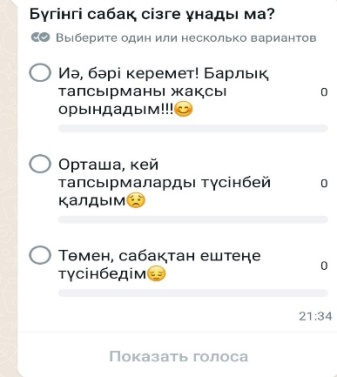 Бүгінгі сабақ сізге ұнады ма?
Выберите один или несколько вариантов
Иә, бәрі керемет! Барлық
тапсырманы жақсы
орындадым!!!😊
0
Орташа, кей
тапсырмаларды түсінбей
қалдым😟
0
Төмен, сабақтан ештеңе
түсінбедім😔
0
21:34
Показать голоса